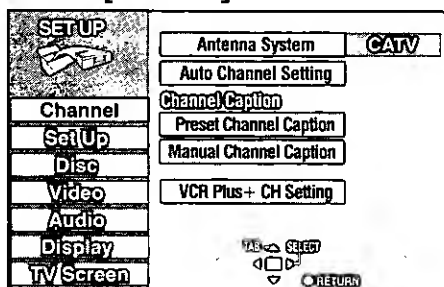 SET UP
Antenna System CATV
Auto Channel Setting
Channel Channel Caption
Set Up Preset Channel Caption
Disc Manual Channel Caption
Video VCR Plus+ CH Setting
Audio
Display TAB SELECT
TV Screen RETURN